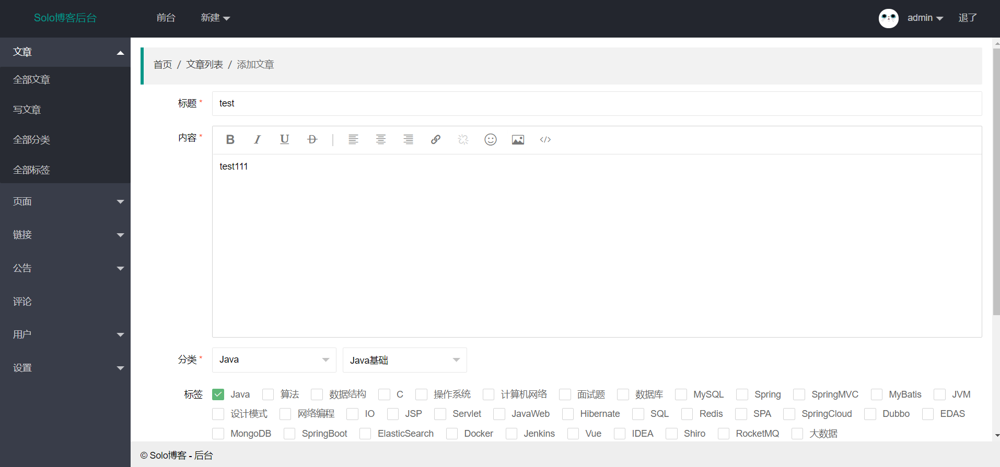 Solo博客后台 前台 新建 admin 退了
文章
全部文章
写文章
全部分类
全部标签
页面
链接
公告
评论
用户
设置
首页 / 文章列表 / 添加文章
标题 * test
内容 * B I U D
test111
分类 * Java Java基础
标签 Java 算法 数据结构 C 操作系统 计算机网络 面试题 数据库 MySQL Spring SpringMVC MyBatis JVM
设计模式 网络编程 IO JSP Servlet JavaWeb Hibernate SQL Redis SPA SpringCloud Dubbo EDAS
MongoDB SpringBoot ElasticSearch Docker Jenkins Vue IDEA Shiro RocketMQ 大数据
© Solo博客 - 后台